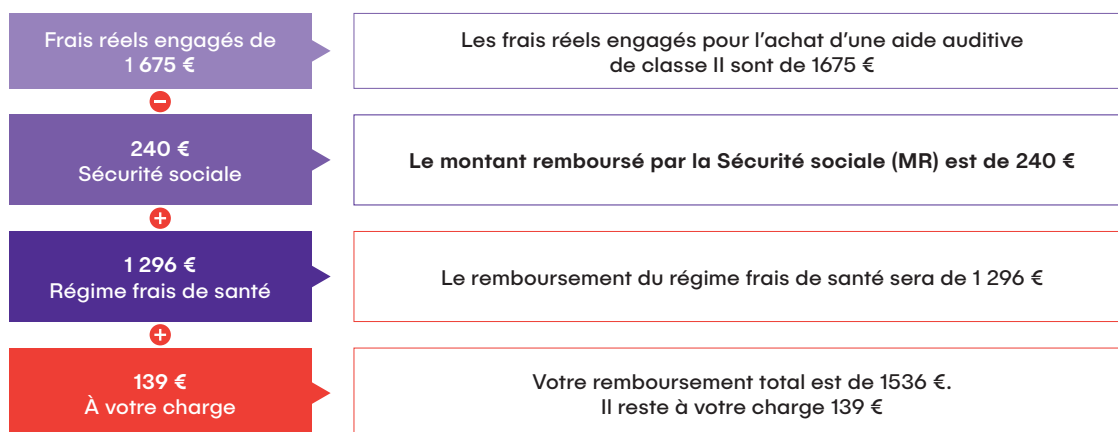 Frais réels engagés de
1 675 €
Les frais réels engagés pour l'achat d'une aide auditive
de classe II sont de 1675 €
240 €
Sécurité sociale
Le montant remboursé par la Sécurité sociale (MR) est de 240 €
1 296 €
Régime frais de santé
Le remboursement du régime frais de santé sera de 1 296 €
139 €
À votre charge
Votre remboursement total est de 1536 €.
Il reste à votre charge 139 €